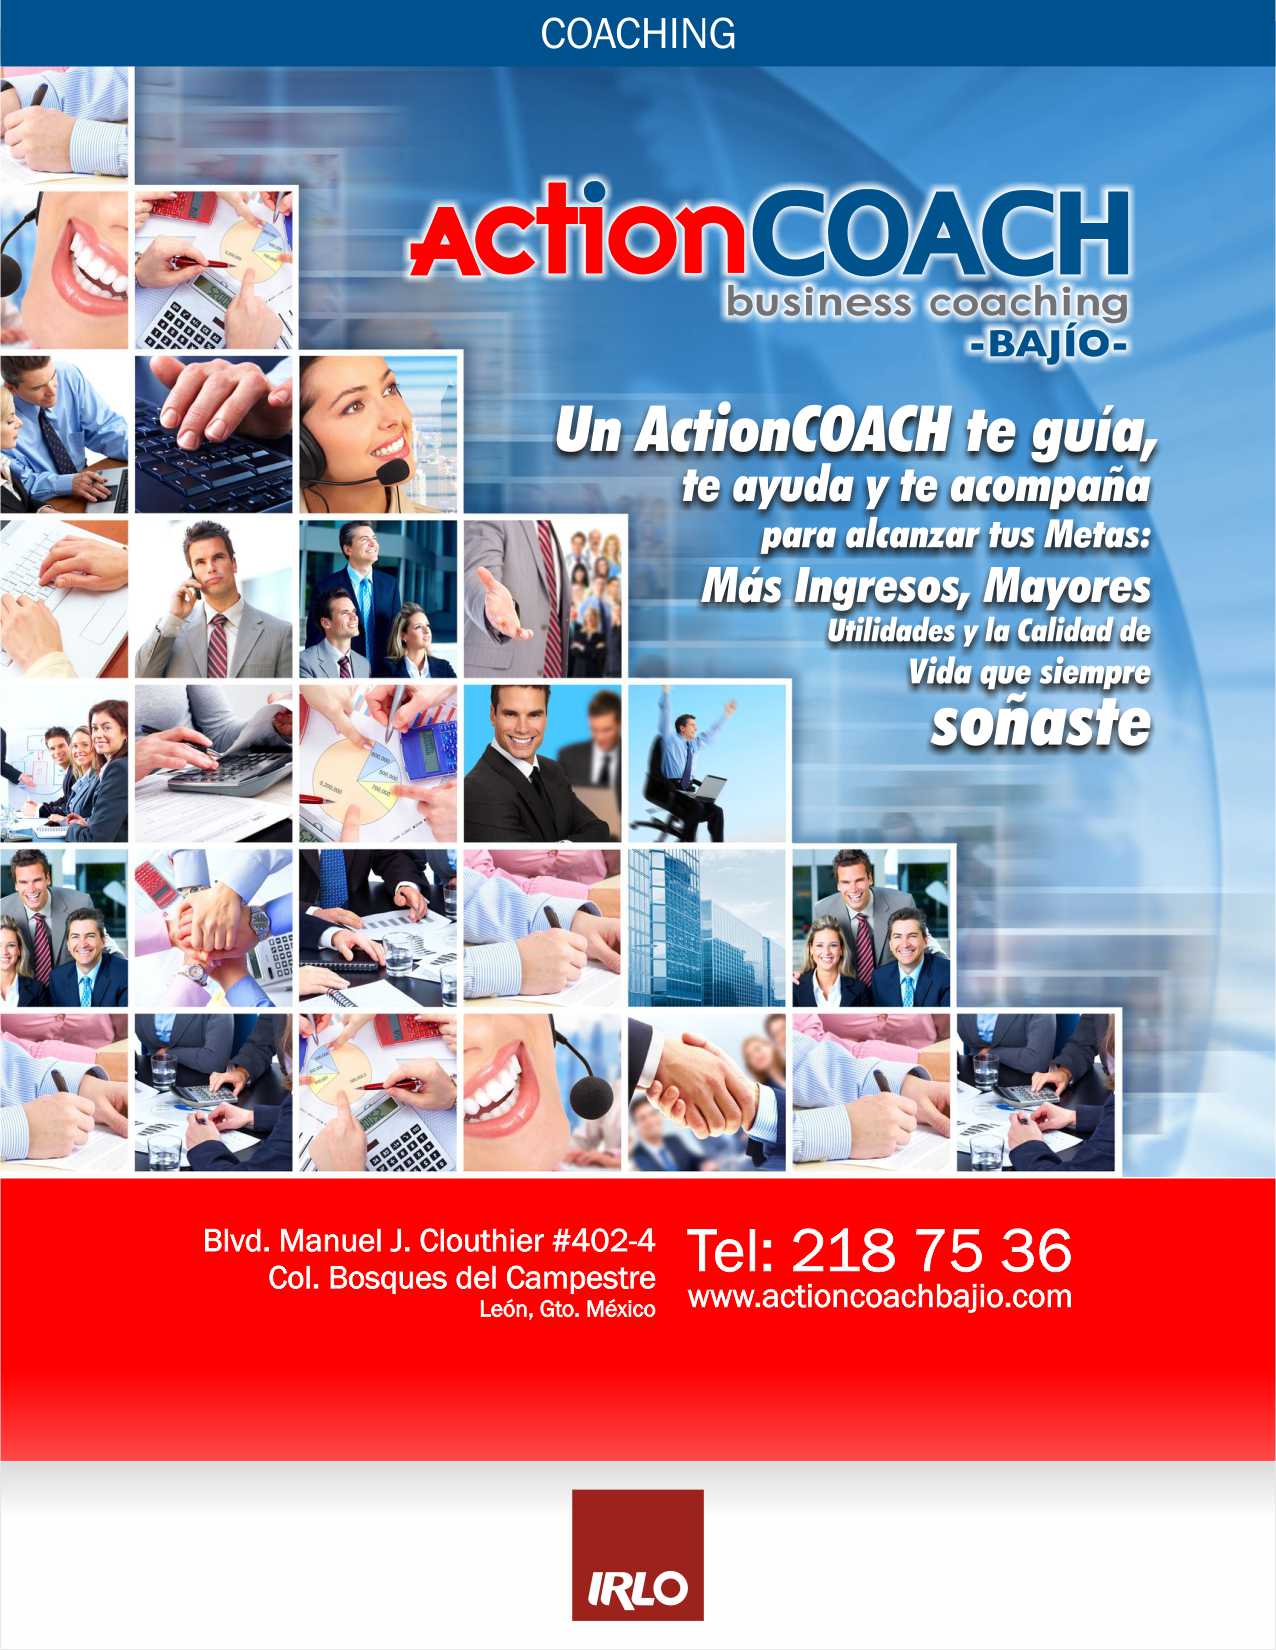 COACHING
ActionCOACH
business coaching
-BAJÍO-
Un ActionCOACH te guía,
te ayuda y te acompaña
para alcanzar tus Metas:
Más Ingresos, Mayores
Utilidades y la Calidad de
Vida que siempre
soñaste
Blvd. Manuel J. Clouthier #402-4
Col. Bosques del Campestre
León, Gto. México
Tel: 218 75 36
www.actioncoachbajio.com
IRLO